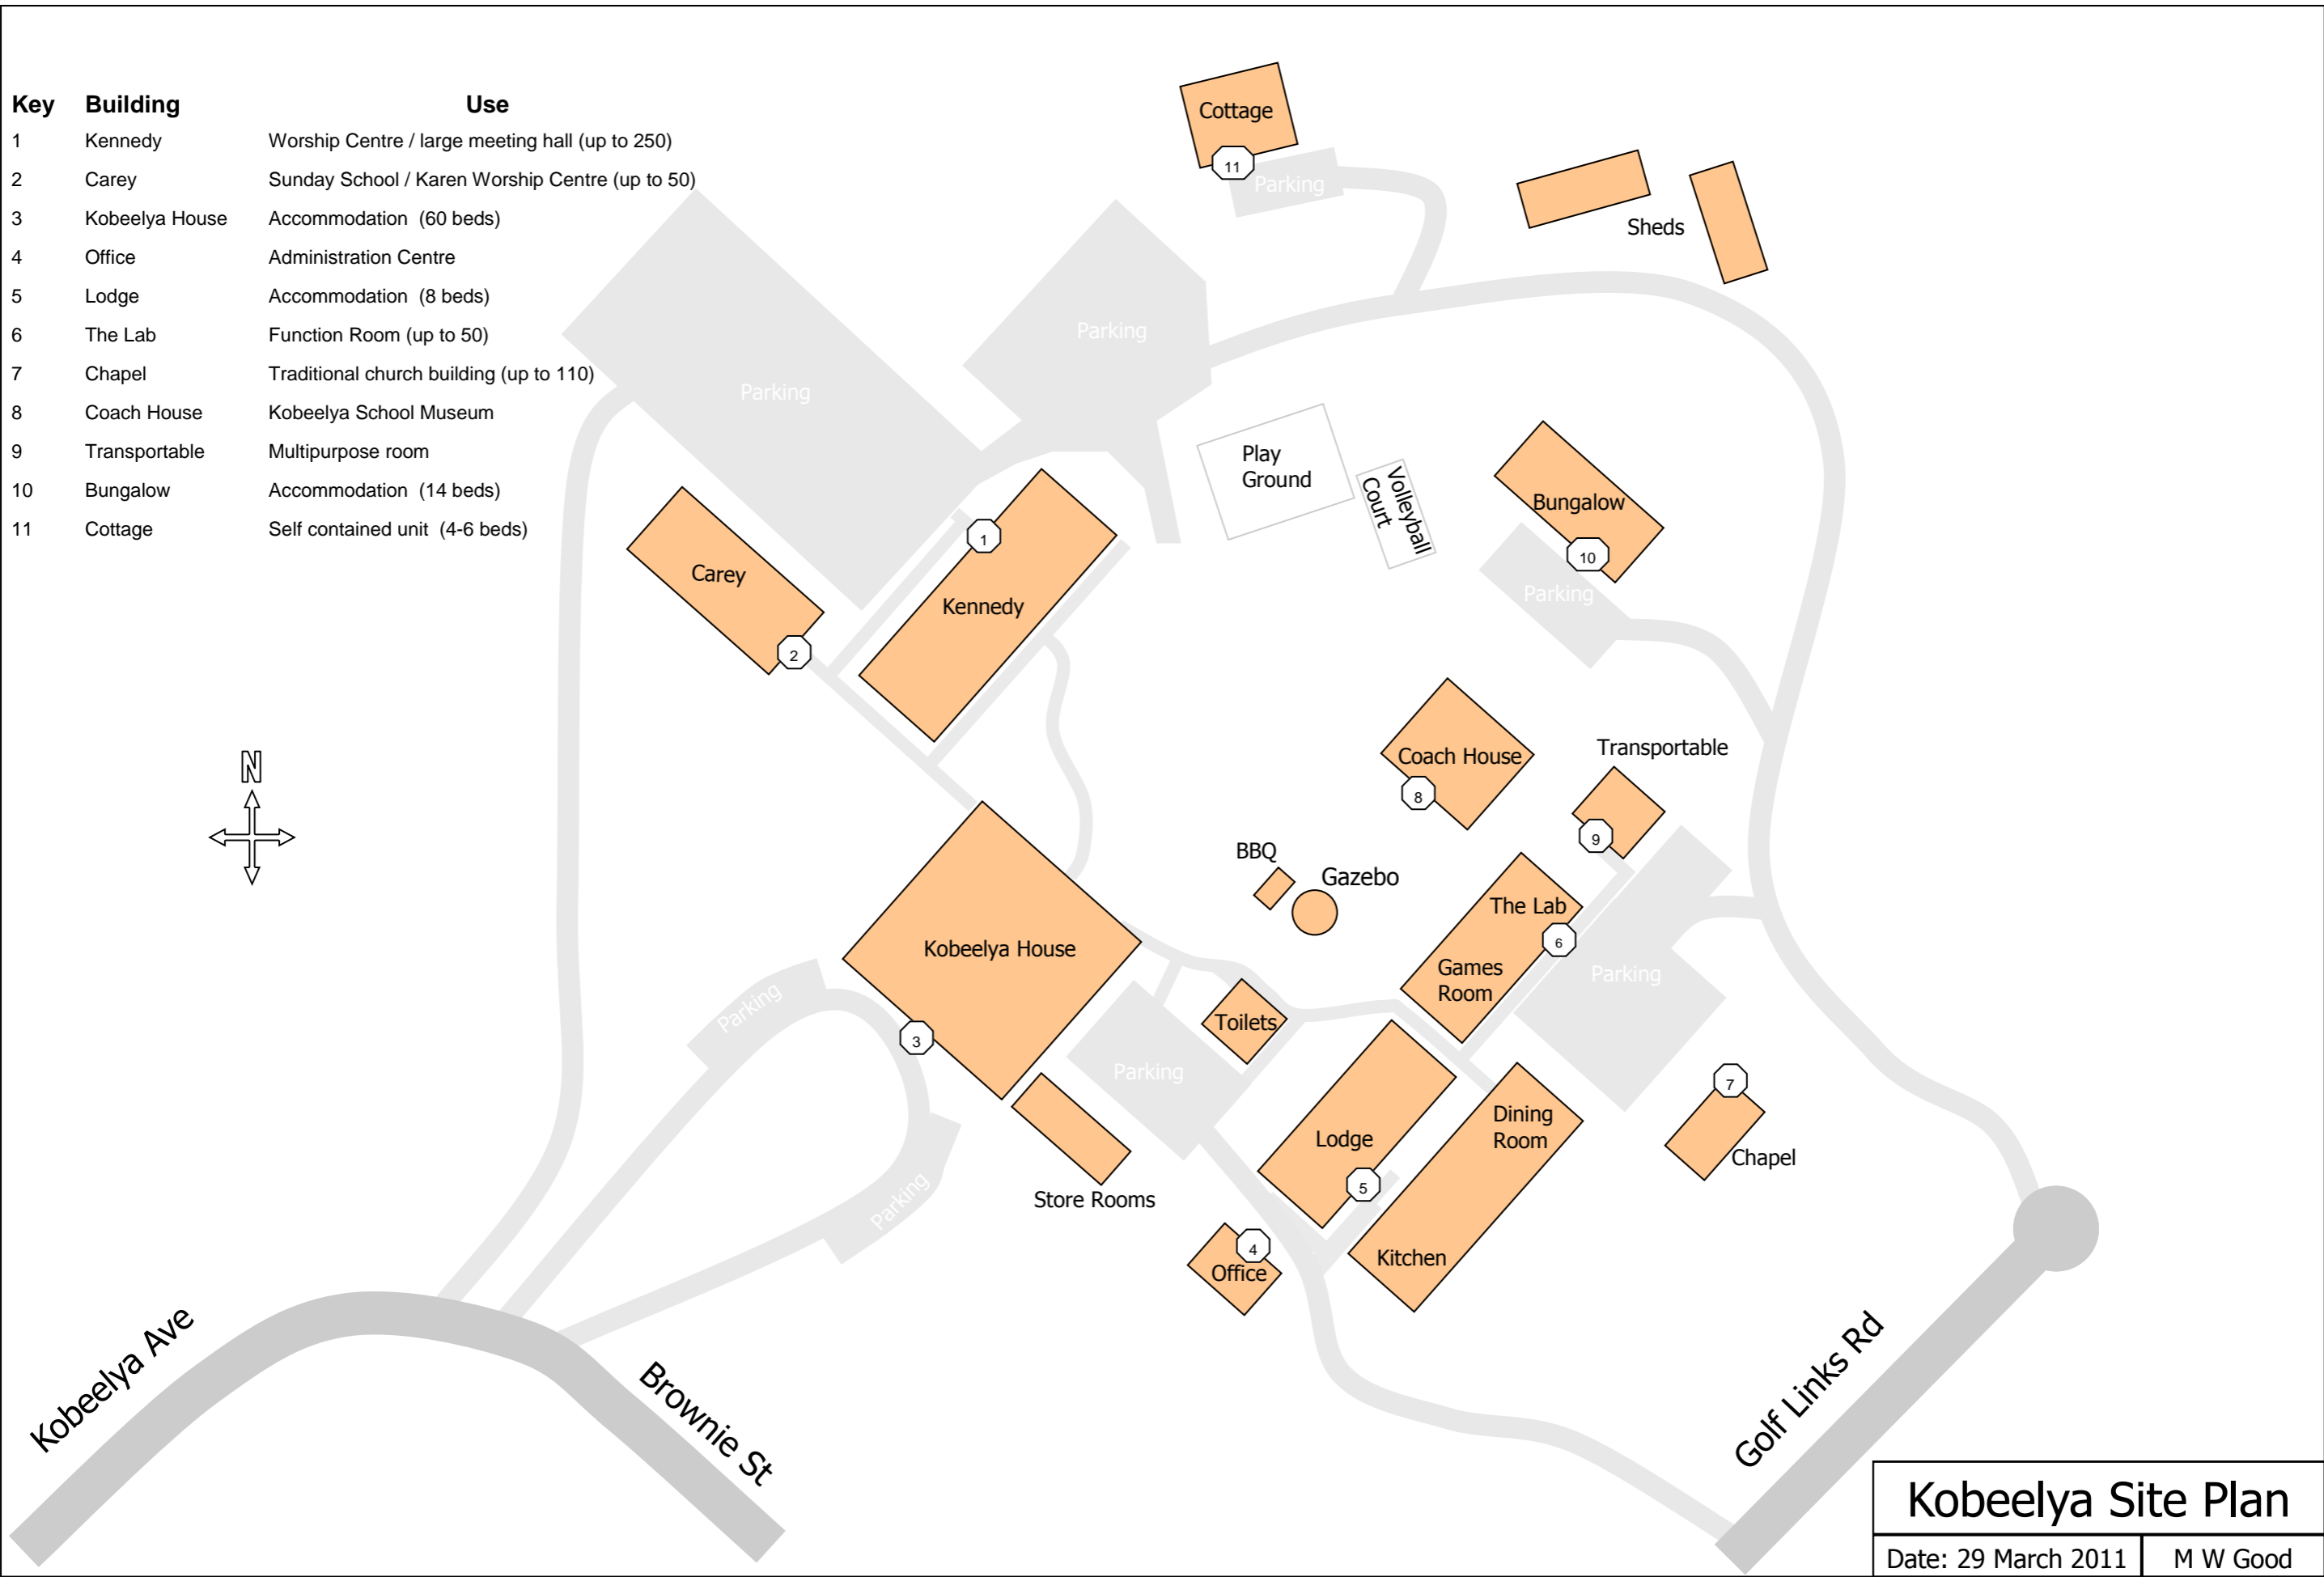 Key Building Use
1 Kennedy Worship Centre / large meeting hall (up to 250)
2 Carey Sunday School / Karen Worship Centre (up to 50)
3 Kobeelya House Accommodation (60 beds)
4 Office Administration Centre
5 Lodge Accommodation (8 beds)
6 The Lab Function Room (up to 50)
7 Chapel Traditional church building (up to 110)
8 Coach House Kobeelya School Museum
9 Transportable Multipurpose room
10 Bungalow Accommodation (14 beds)
11 Cottage Self contained unit (4-6 beds)
Cottage
11
Parking
Sheds
Parking
Parking
Play
Ground
Volleyball
Court
Bungalow
10
Parking
1
Carey
Kennedy
2
N
Transportable
Coach House
8
9
BBQ
Gazebo
The Lab
6
Games
Room
Parking
Kobeelya House
3
Parking
Toilets
Parking
7
Dining
Room
Lodge
Chapel
5
Parking
Store Rooms
4
Office
Kitchen
Kobeelya Ave
Brownie St
Golf Links Rd
Kobeelya Site Plan
Date: 29 March 2011 M W Good